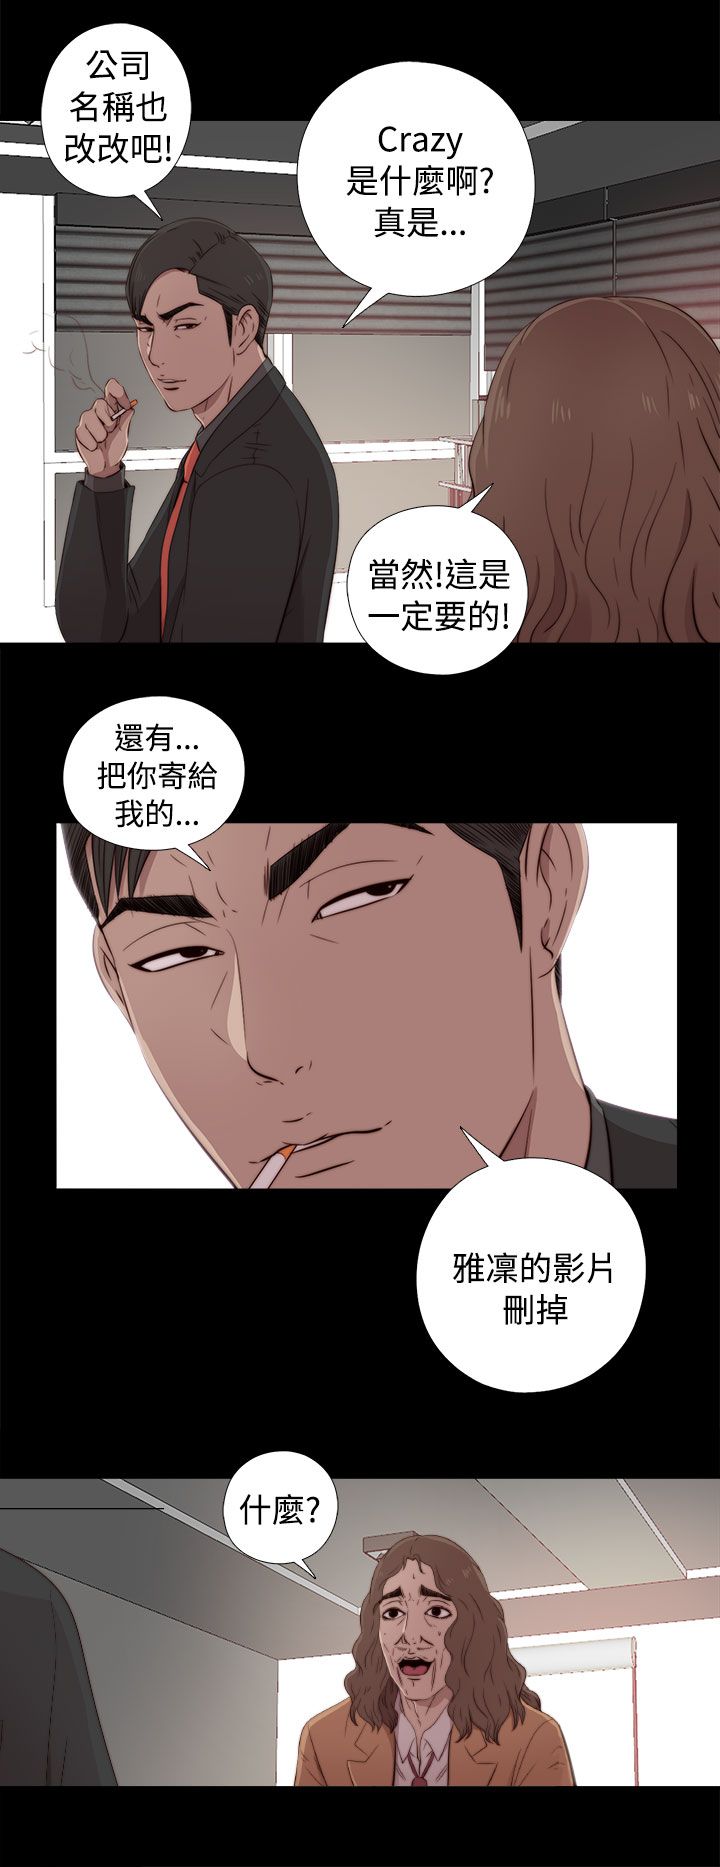 公司
名稱也
改改吧!
Crazy
是什麼啊?
真是...
當然!這是
一定要的!
還有...
把你寄給
我的...
雅凜的影片
刪掉
什麼?